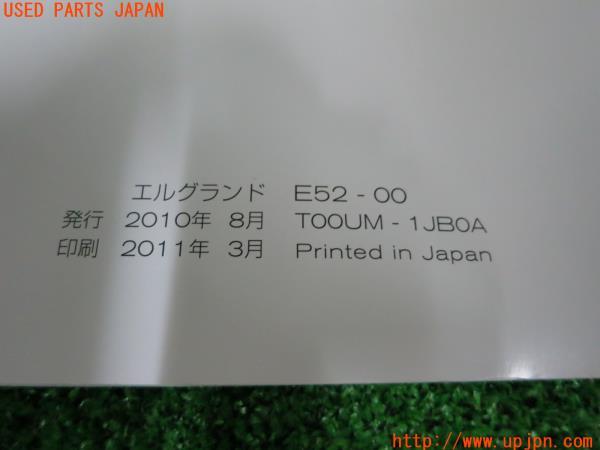 USED PARTS JAPAN
エルグランド E52 - 00
発行 2010年 8月 T00UM - 1JB0A
印刷 2011年 3月 Printed in Japan
http://www.upjpn.com/